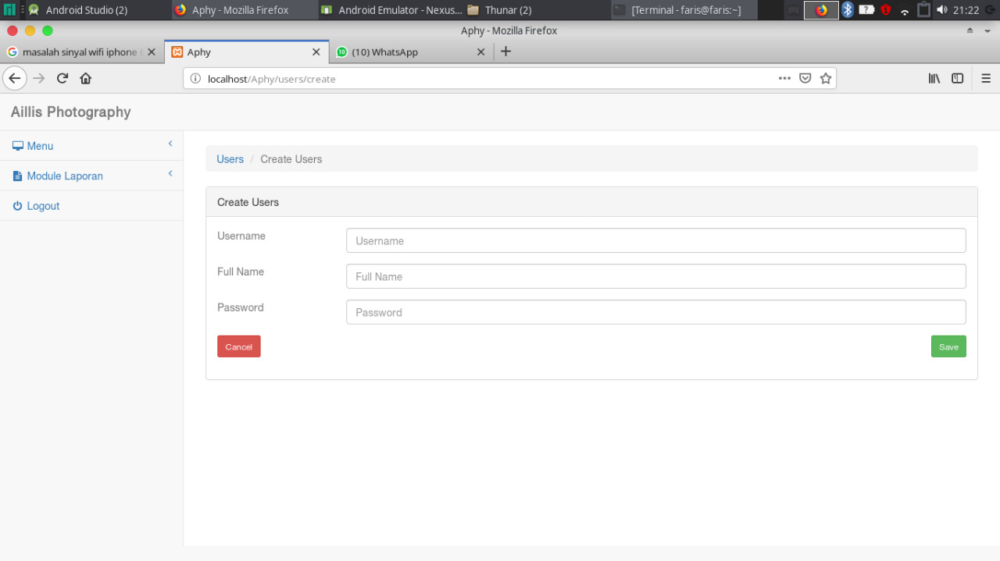 Android Studio (2) Aphy - Mozilla Firefox Android Emulator - Nexus... Thunar (2) [Terminal - faris@faris:~] 21:22
Aphy - Mozilla Firefox
masalah sinyal wifi iphone Aphy (10) WhatsApp
localhost/Aphy/users/create
Aillis Photography
Menu
Module Laporan
Logout
Users / Create Users
Create Users
Username Username
Full Name Full Name
Password Password
Cancel Save